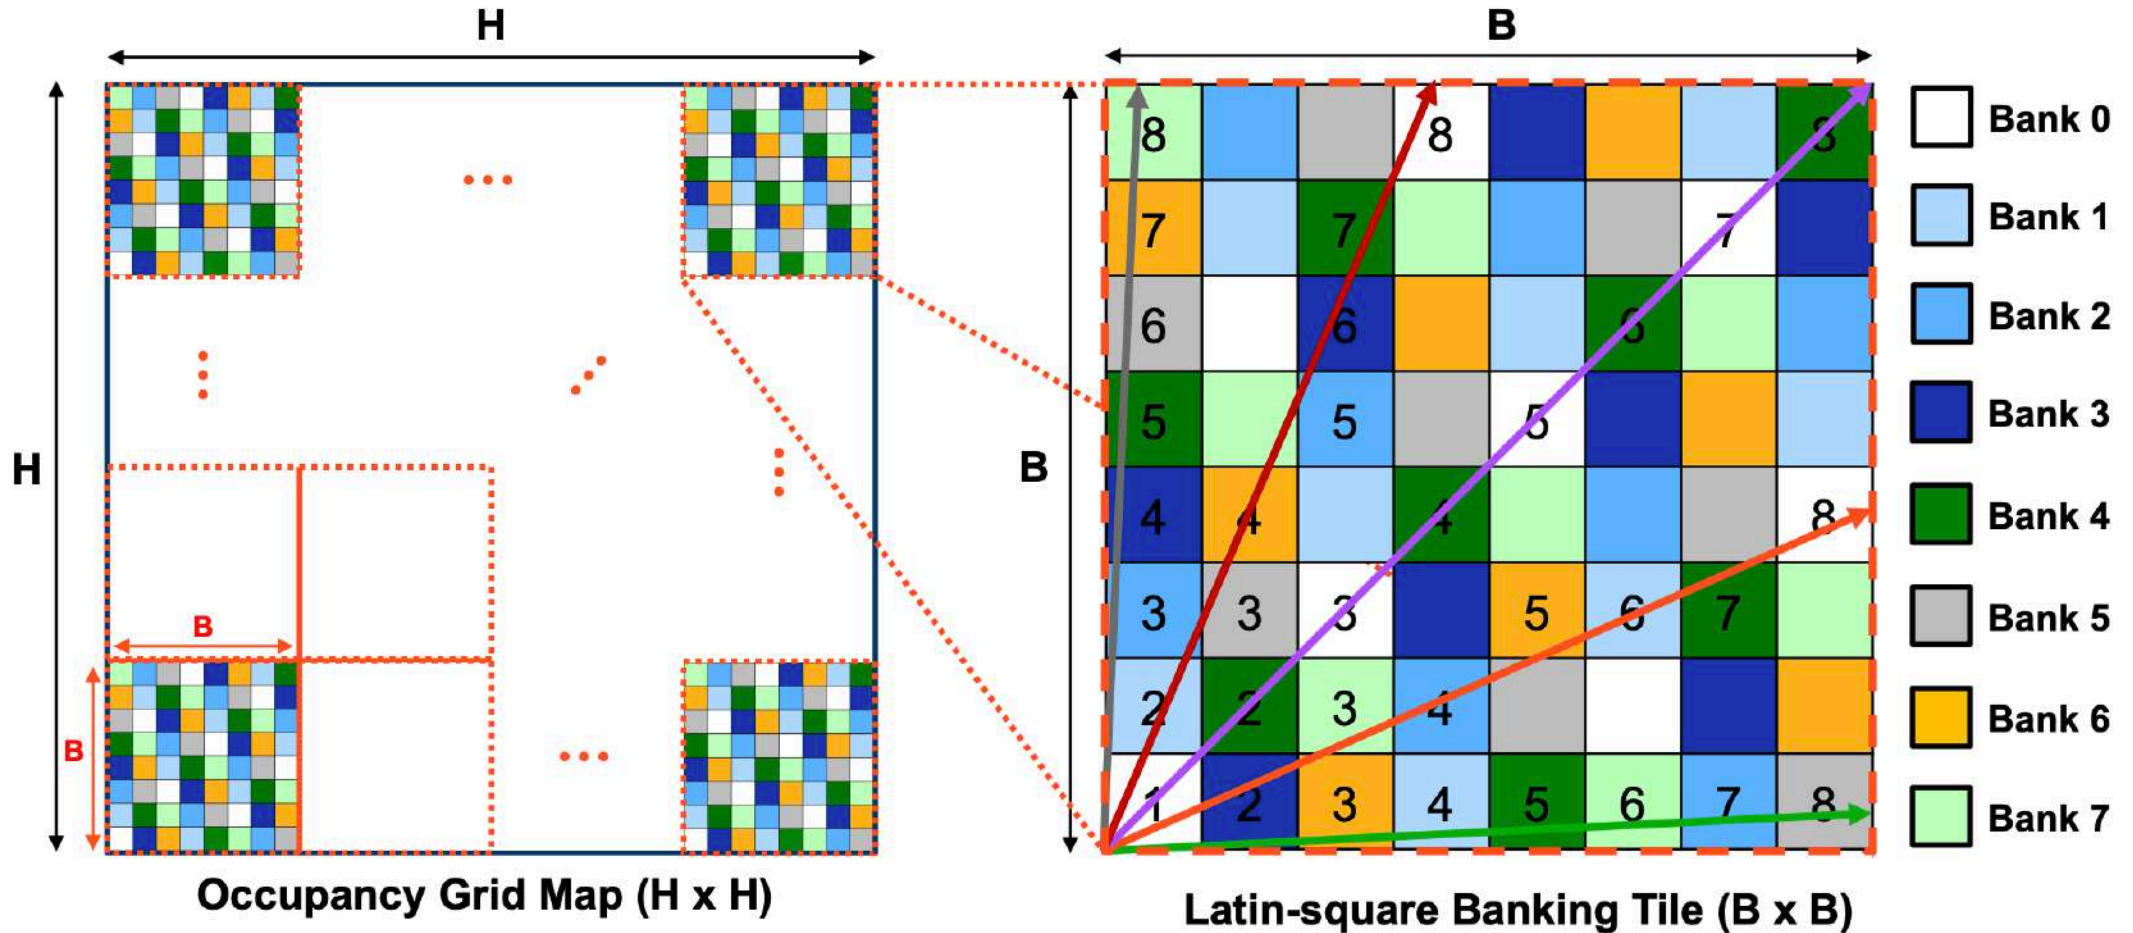 H
B
H
B
B
B
8 8 8
7 7 7
6 6 6
5 5 5
4 4 4 8
3 3 3 5 6 7
2 2 3 4
1 2 3 4 5 6 7 8
Bank 0
Bank 1
Bank 2
Bank 3
Bank 4
Bank 5
Bank 6
Bank 7
Occupancy Grid Map (H x H)
Latin-square Banking Tile (B x B)